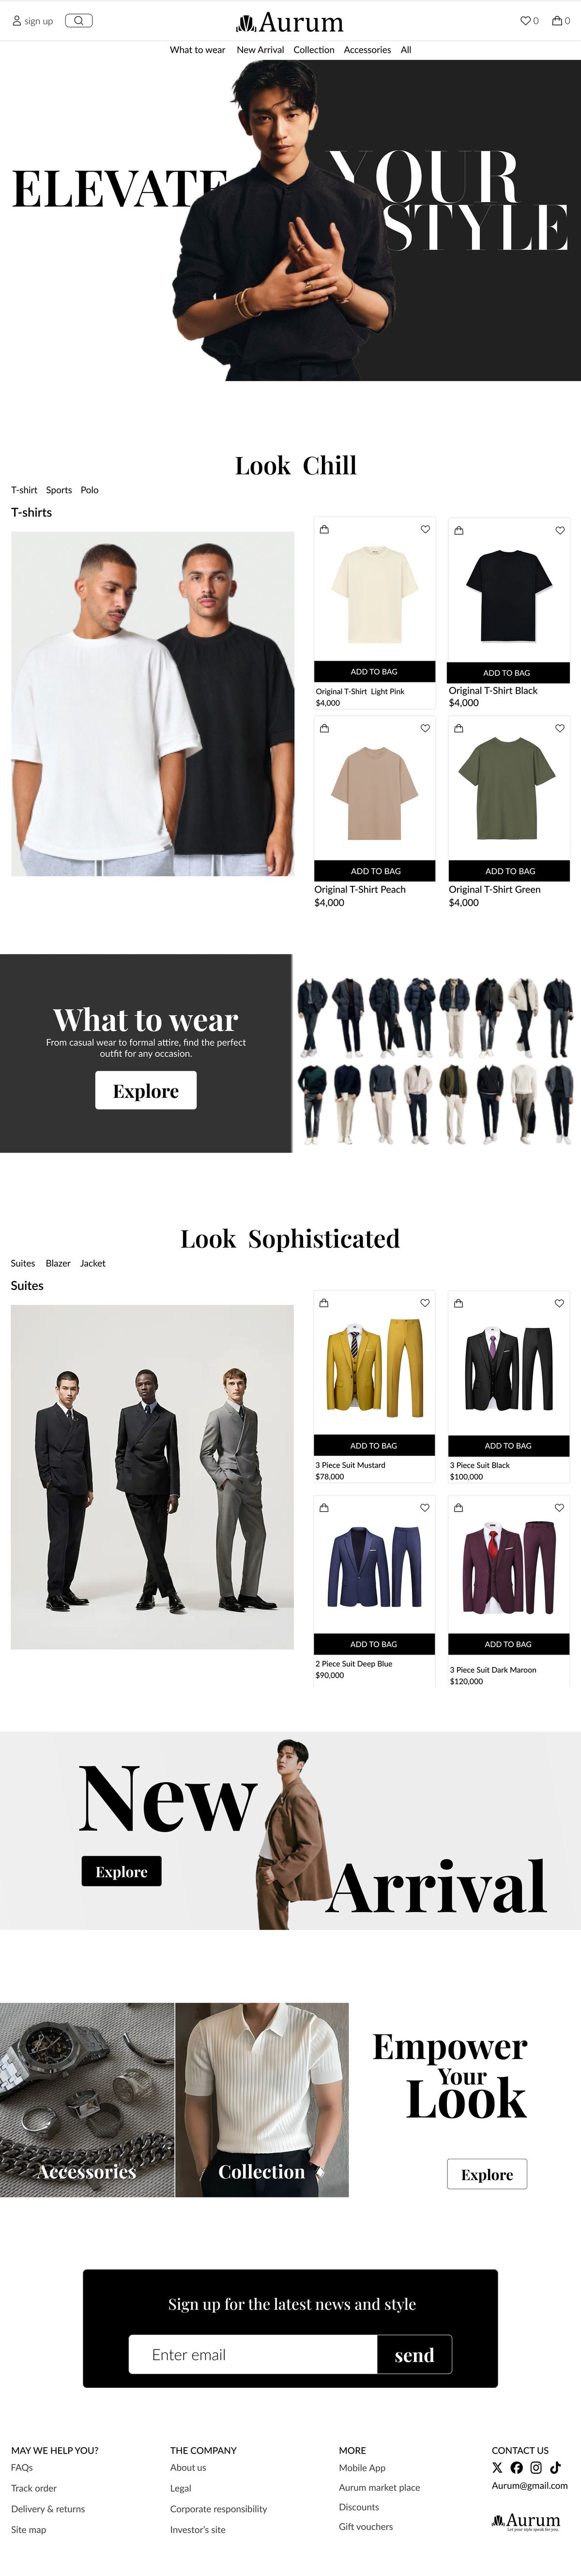 sign up
Aurum
0
0
What to wear New Arrival Collection Accessories All
ELEVATE YOUR
STYLE
Look Chill
T-shirt Sports Polo
T-shirts
ADD TO BAG
Original T-Shirt Light Pink
$4,000
ADD TO BAG
Original T-Shirt Black
$4,000
ADD TO BAG
Original T-Shirt Peach
$4,000
ADD TO BAG
Original T-Shirt Green
$4,000
What to wear
From casual wear to formal attire, find the perfect
outfit for any occasion.
Explore
Look Sophisticated
Suites Blazer Jacket
Suites
ADD TO BAG
3 Piece Suit Mustard
$78,000
ADD TO BAG
3 Piece Suit Black
$100,000
ADD TO BAG
2 Piece Suit Deep Blue
$90,000
ADD TO BAG
3 Piece Suit Dark Maroon
$120,000
New
Explore
Arrival
Accessories
Collection
Empower
Your
Look
Explore
Sign up for the latest news and style
Enter email
send
MAY WE HELP YOU?
FAQs
Track order
Delivery & returns
Site map
THE COMPANY
About us
Legal
Corporate responsibility
Investor's site
MORE
Mobile App
Aurum market place
Discounts
Gift vouchers
CONTACT US
Aurum@gmail.com
Aurum
Let your style speak for you.